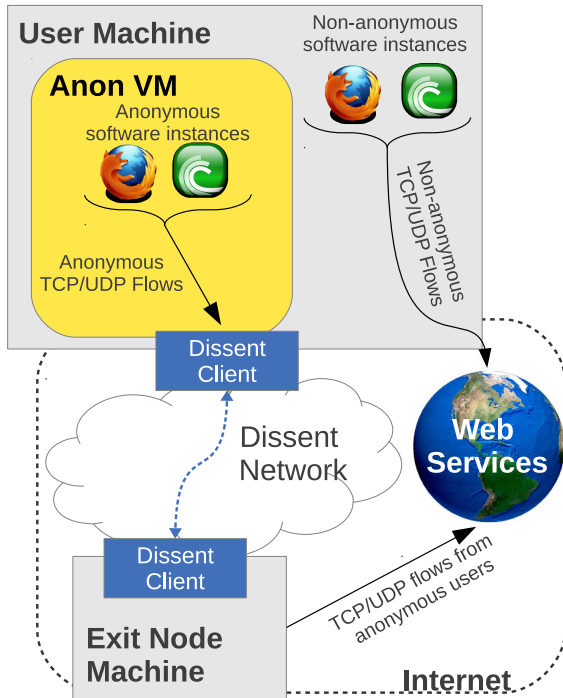 User Machine
Non-anonymous
software instances
Anon VM
Anonymous
software instances
Non-anonymous
TCP/UDP Flows
Anonymous
TCP/UDP Flows
Dissent
Client
Dissent
Network
Web
Services
Dissent
Client
TCP/UDP flows from
anonymous users
Exit Node
Machine
Internet